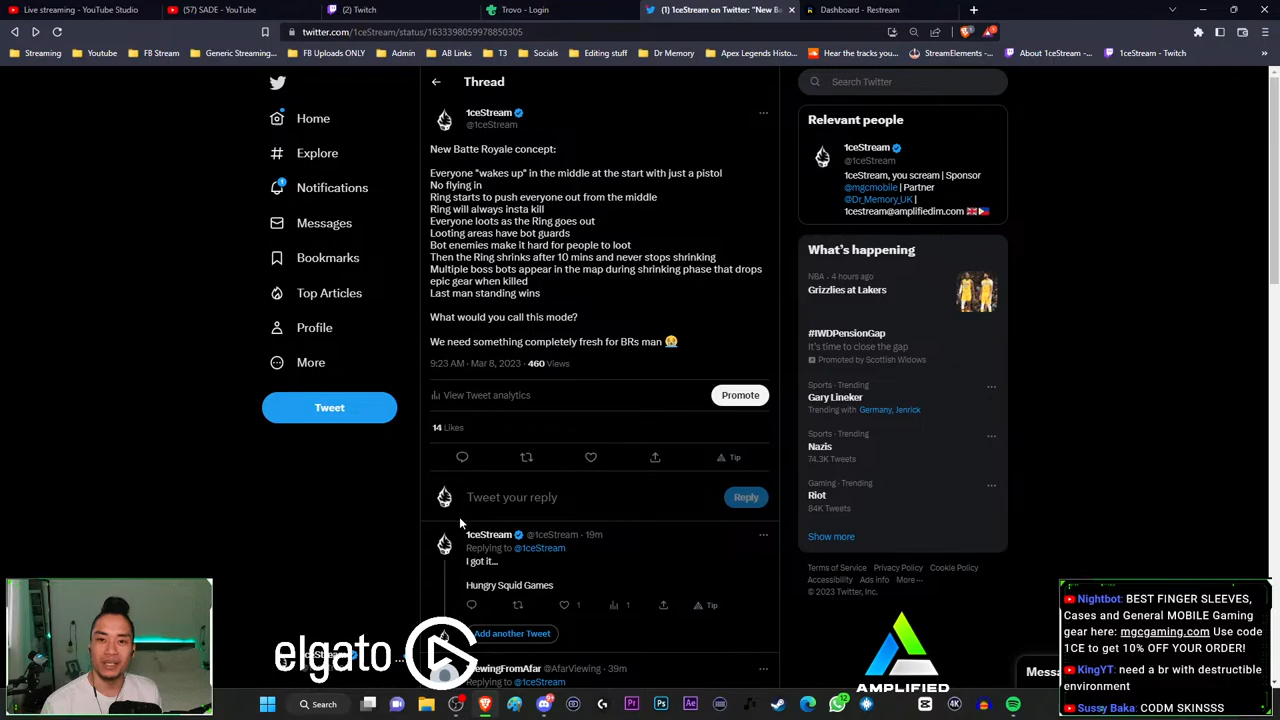 Live streaming - YouTube Studio
(57) SADE - YouTube
(2) Twitch
Trovo - Login
(1) 1ceStream on Twitter: "New Ba
Dashboard - Restream
twitter.com/1ceStream/status/1633398059978850305
Streaming
Youtube
FB Stream
Generic Streaming...
FB Uploads ONLY
Admin
AB Links
T3
Socials
Editing stuff
Dr Memory
Apex Legends Histo...
Hear the tracks you...
StreamElements -...
About 1ceStream -...
1ceStream - Twitch
Home
Explore
1
Notifications
Messages
Bookmarks
Top Articles
Profile
More
Tweet
Thread
1ceStream
@1ceStream
New Batte Royale concept:
Everyone "wakes up" in the middle at the start with just a pistol
No flying in
Ring starts to push everyone out from the middle
Ring will always insta kill
Everyone loots as the Ring goes out
Looting areas have bot guards
Bot enemies make it hard for people to loot
Then the Ring shrinks after 10 mins and never stops shrinking
Multiple boss bots appear in the map during shrinking phase that drops
epic gear when killed
Last man standing wins
What would you call this mode?
We need something completely fresh for BRs man 😭
9:23 AM · Mar 8, 2023 · 460 Views
View Tweet analytics
Promote
14 Likes
Tip
Tweet your reply
Reply
1ceStream @1ceStream · 19m
Replying to @1ceStream
I got it...
Hungry Squid Games
1
1
Tip
Add another Tweet
ViewingFromAfar @AfarViewing · 39m
Replying to @1ceStream
Search Twitter
Relevant people
1ceStream
@1ceStream
1ceStream, you scream | Sponsor
@mgcmobile | Partner
@Dr_Memory_UK |
1cestream@amplifiedim.com 🇬🇧🇵🇭
What's happening
NBA · 4 hours ago
Grizzlies at Lakers
#IWDPensionGap
It's time to close the gap
Promoted by Scottish Widows
Sports · Trending
Gary Lineker
Trending with Germany, Jenrick
Sports · Trending
Nazis
74.3K Tweets
Gaming · Trending
Riot
84K Tweets
Show more
Terms of Service Privacy Policy Cookie Policy
Accessibility Ads info More ···
© 2023 Twitter, Inc.
AMPLIFIED
Messa
elgato
Nightbot: BEST FINGER SLEEVES,
Cases and General MOBILE Gaming
gear here: mgcgaming.com Use code
1CE to get 10% OFF YOUR ORDER!
KingYT: need a br with destructible
environment
Sussy Baka: CODM SKINSSS
Search
Pr
Ps
Ae
12
4K